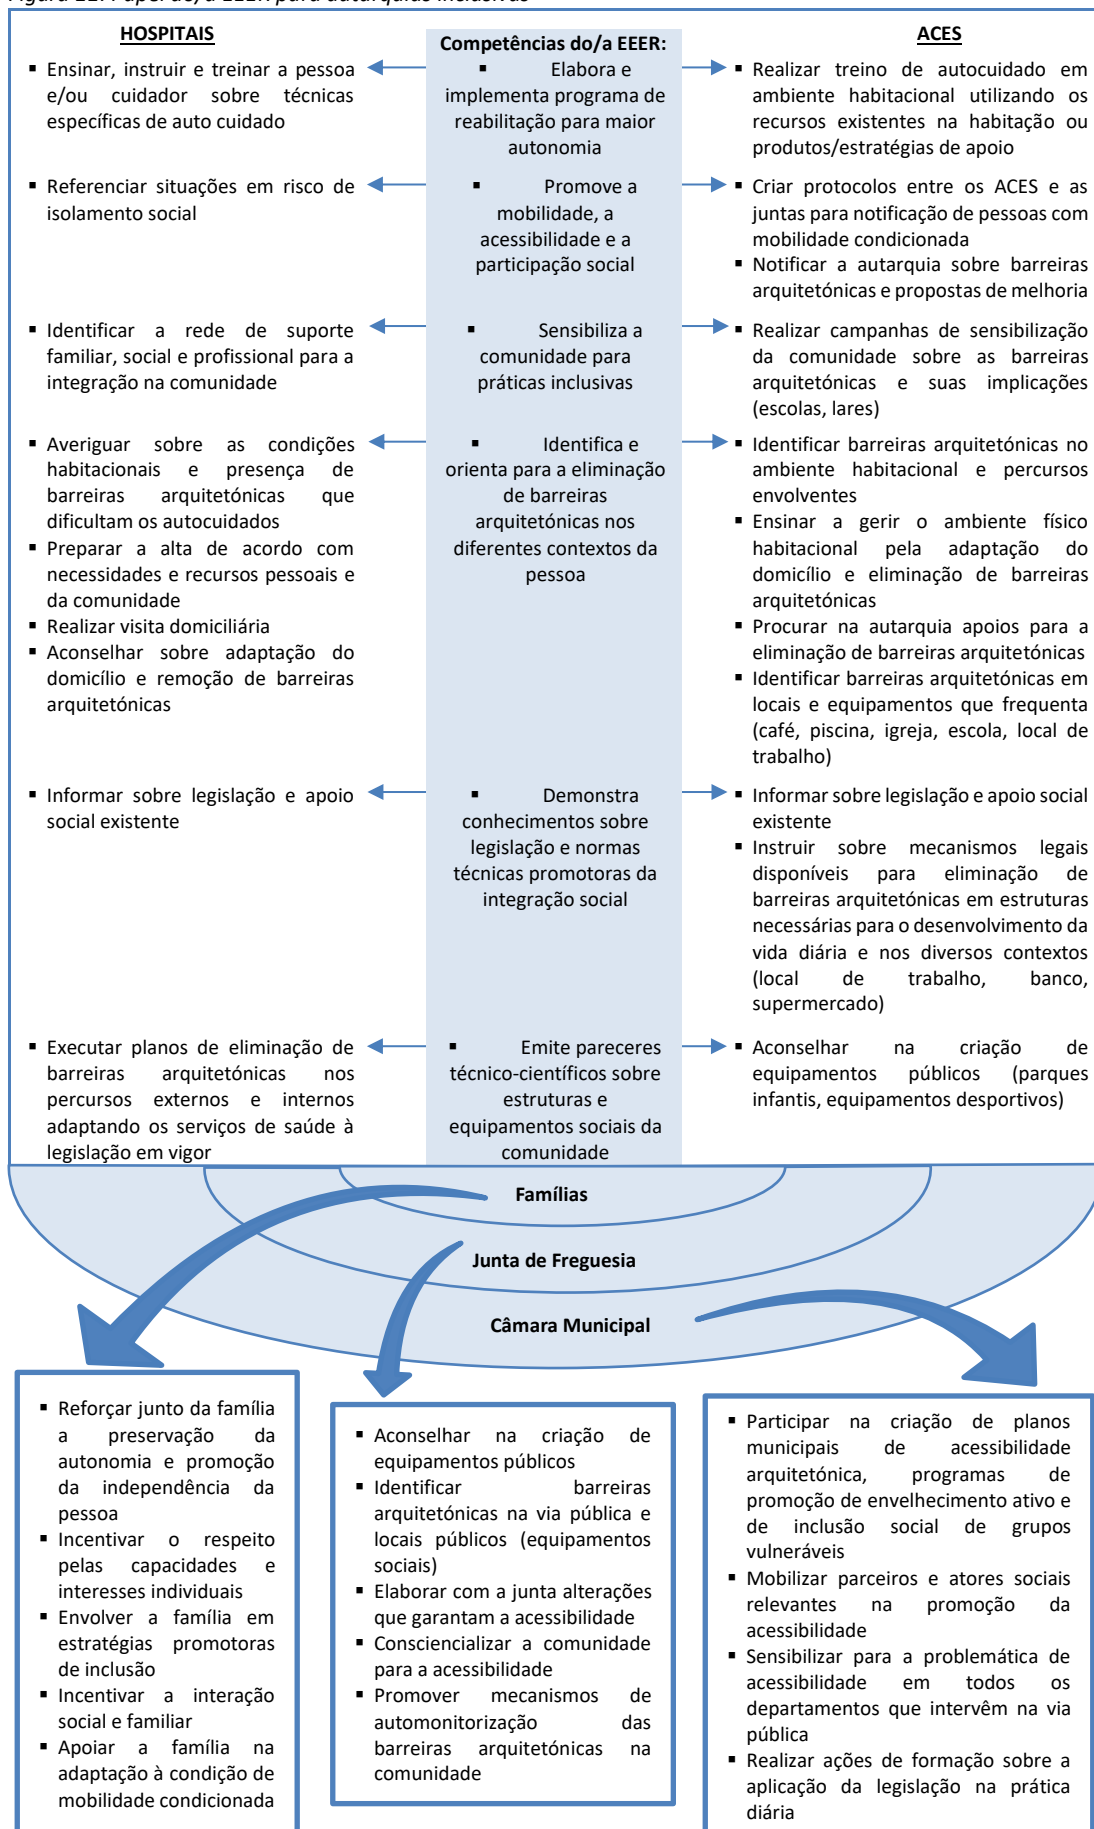 HOSPITAIS
▪ Ensinar, instruir e treinar a pessoa
e/ou cuidador sobre técnicas
específicas de auto cuidado
▪ Referenciar situações em risco de
isolamento social
▪ Identificar a rede de suporte
familiar, social e profissional para a
integração na comunidade
▪ Averiguar sobre as condições
habitacionais e presença de
barreiras arquitetónicas que
dificultam os autocuidados
▪ Preparar a alta de acordo com
necessidades e recursos pessoais e
da comunidade
▪ Realizar visita domiciliária
▪ Aconselhar sobre adaptação do
domicílio e remoção de barreiras
arquitetónicas
▪ Informar sobre legislação e apoio
social existente
▪ Executar planos de eliminação de
barreiras arquitetónicas nos
percursos externos e internos
adaptando os serviços de saúde à
legislação em vigor
Competências do/a EEER:
▪ Elabora e
implementa programa de
reabilitação para maior
autonomia
▪ Promove a
mobilidade, a
acessibilidade e a
participação social
▪ Sensibiliza a
comunidade para
práticas inclusivas
▪ Identifica e
orienta para a eliminação
de barreiras
arquitetónicas nos
diferentes contextos da
pessoa
▪ Demonstra
conhecimentos sobre
legislação e normas
técnicas promotoras da
integração social
▪ Emite pareceres
técnico-científicos sobre
estruturas e
equipamentos sociais da
comunidade
ACES
▪ Realizar treino de autocuidado em
ambiente habitacional utilizando os
recursos existentes na habitação ou
produtos/estratégias de apoio
▪ Criar protocolos entre os ACES e as
juntas para notificação de pessoas com
mobilidade condicionada
▪ Notificar a autarquia sobre barreiras
arquitetónicas e propostas de melhoria
▪ Realizar campanhas de sensibilização
da comunidade sobre as barreiras
arquitetónicas e suas implicações
(escolas, lares)
▪ Identificar barreiras arquitetónicas no
ambiente habitacional e percursos
envolventes
▪ Ensinar a gerir o ambiente físico
habitacional pela adaptação do
domicílio e eliminação de barreiras
arquitetónicas
▪ Procurar na autarquia apoios para a
eliminação de barreiras arquitetónicas
▪ Identificar barreiras arquitetónicas em
locais e equipamentos que frequenta
(café, piscina, igreja, escola, local de
trabalho)
▪ Informar sobre legislação e apoio social
existente
▪ Instruir sobre mecanismos legais
disponíveis para eliminação de
barreiras arquitetónicas em estruturas
necessárias para o desenvolvimento da
vida diária e nos diversos contextos
(local de trabalho, banco,
supermercado)
▪ Aconselhar na criação de
equipamentos públicos (parques
infantis, equipamentos desportivos)
Famílias
Junta de Freguesia
Câmara Municipal
▪ Reforçar junto da família
a preservação da
autonomia e promoção
da independência da
pessoa
▪ Incentivar o respeito
pelas capacidades e
interesses individuais
▪ Envolver a família em
estratégias promotoras
de inclusão
▪ Incentivar a interação
social e familiar
▪ Apoiar a família na
adaptação à condição de
mobilidade condicionada
▪ Aconselhar na criação de
equipamentos públicos
▪ Identificar barreiras
arquitetónicas na via pública e
locais públicos (equipamentos
sociais)
▪ Elaborar com a junta alterações
que garantam a acessibilidade
▪ Consciencializar a comunidade
para a acessibilidade
▪ Promover mecanismos de
automonitorização das
barreiras arquitetónicas na
comunidade
▪ Participar na criação de planos
municipais de acessibilidade
arquitetónica, programas de
promoção de envelhecimento ativo e
de inclusão social de grupos
vulneráveis
▪ Mobilizar parceiros e atores sociais
relevantes na promoção da
acessibilidade
▪ Sensibilizar para a problemática de
acessibilidade em todos os
departamentos que intervêm na via
pública
▪ Realizar ações de formação sobre a
aplicação da legislação na prática
diária